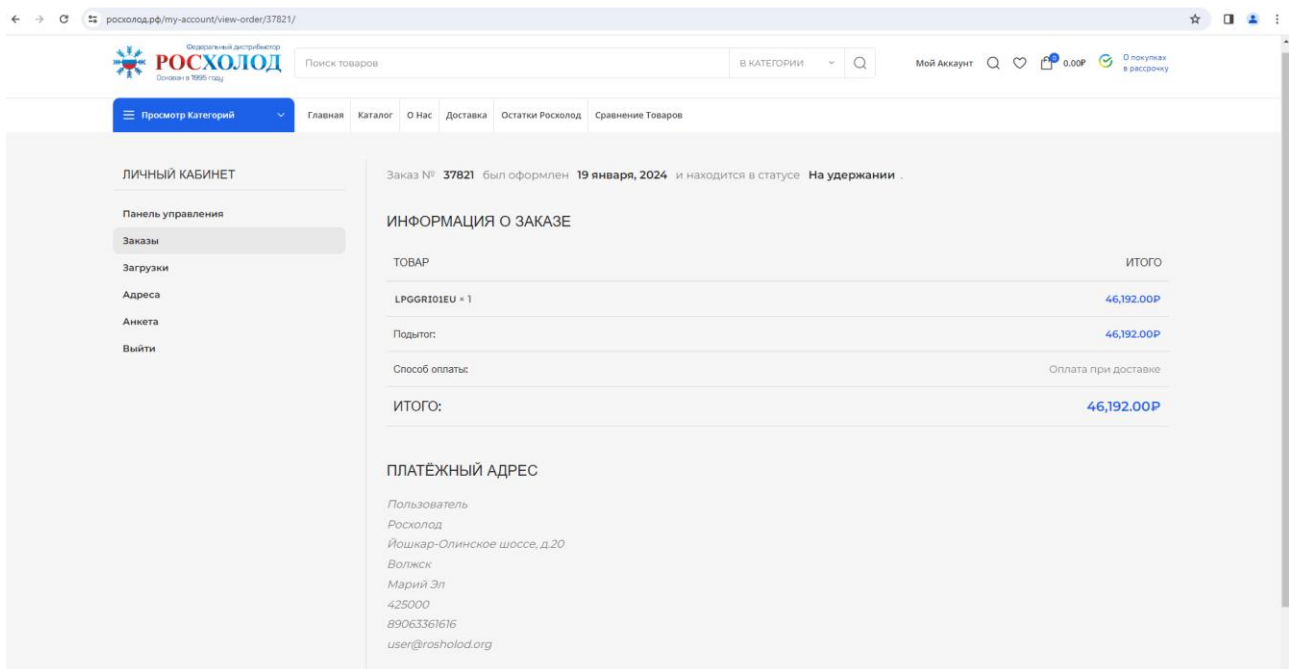 росхолод.рф/my-account/view-order/37821/
Федеральный дистрибьютор
РОСХОЛОД
Основан в 1995 году
Поиск товаров
В КАТЕГОРИИ
Мой Аккаунт
0
0.00₽
О покупках
в рассрочку
Просмотр Категорий
Главная Каталог О Нас Доставка Остатки Росхолод Сравнение Товаров
ЛИЧНЫЙ КАБИНЕТ
Панель управления
Заказы
Загрузки
Адреса
Анкета
Выйти
Заказ № 37821 был оформлен 19 января, 2024 и находится в статусе На удержании .
ИНФОРМАЦИЯ О ЗАКАЗЕ
ТОВАР ИТОГО
LPGGRI01EU × 1 46,192.00₽
Подытог: 46,192.00₽
Способ оплаты: Оплата при доставке
ИТОГО: 46,192.00₽
ПЛАТЁЖНЫЙ АДРЕС
Пользователь
Росхолод
Йошкар-Олинское шоссе, д.20
Волжск
Марий Эл
425000
89063361616
user@rosholod.org